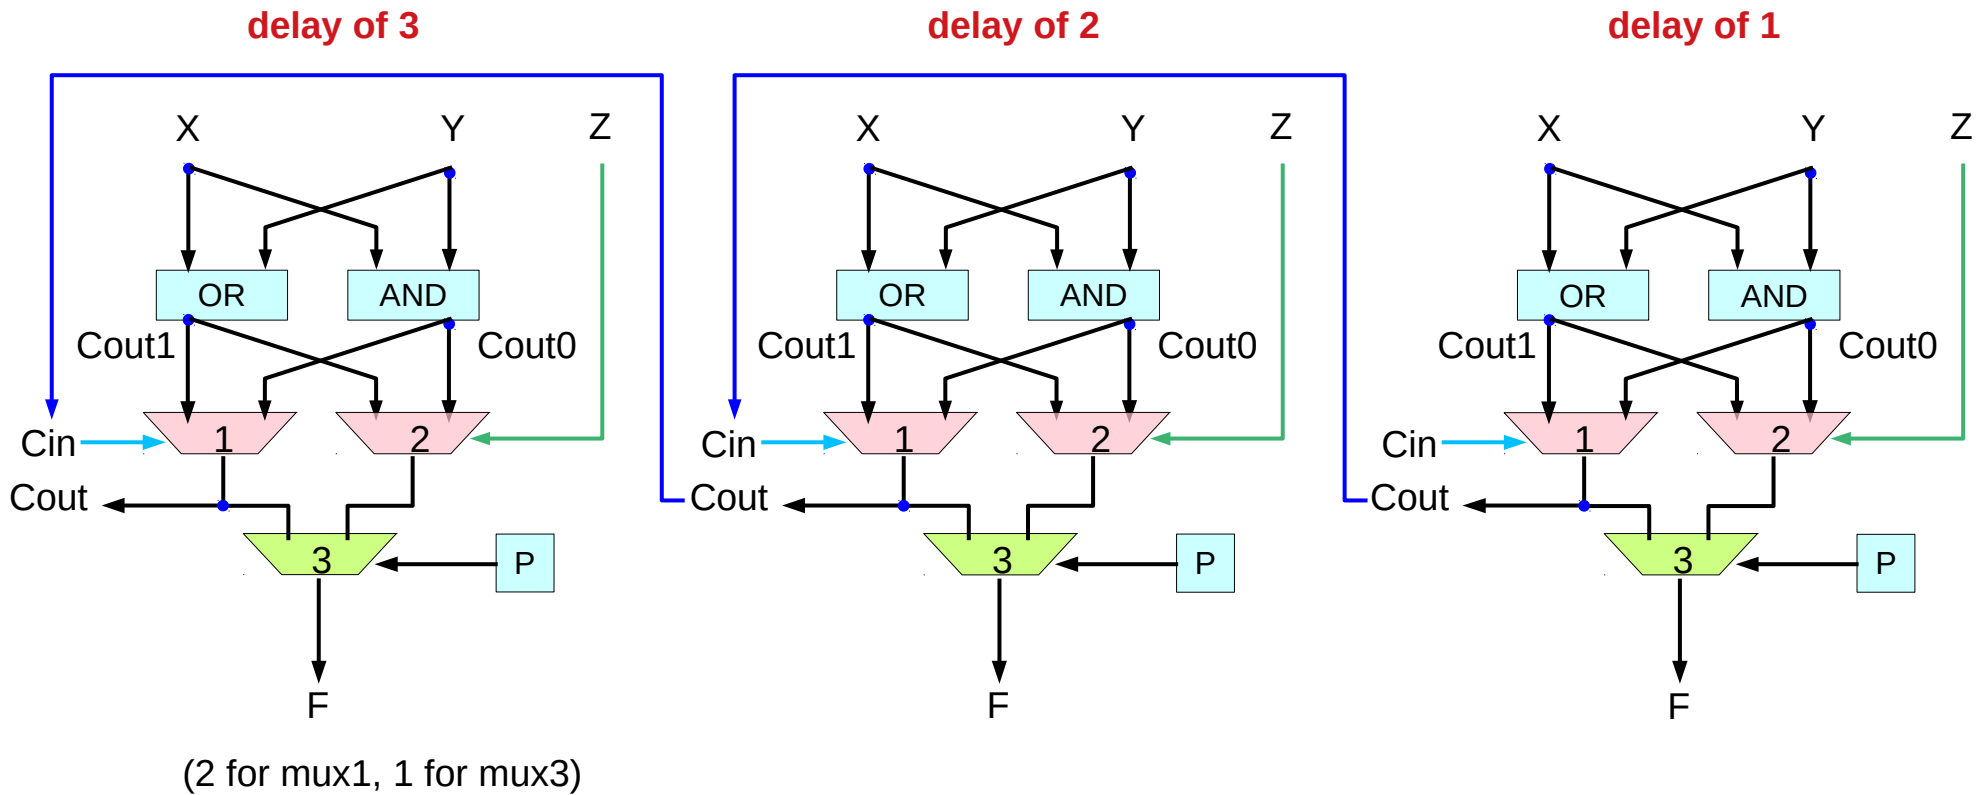 delay of 3 delay of 2 delay of 1
X Y Z X Y Z X Y Z
OR AND OR AND OR AND
Cout1 Cout0 Cout1 Cout0 Cout1 Cout0
Cin 1 2 Cin 1 2 Cin 1 2
Cout Cout Cout
3 P 3 P 3 P
F F F
(2 for mux1, 1 for mux3)